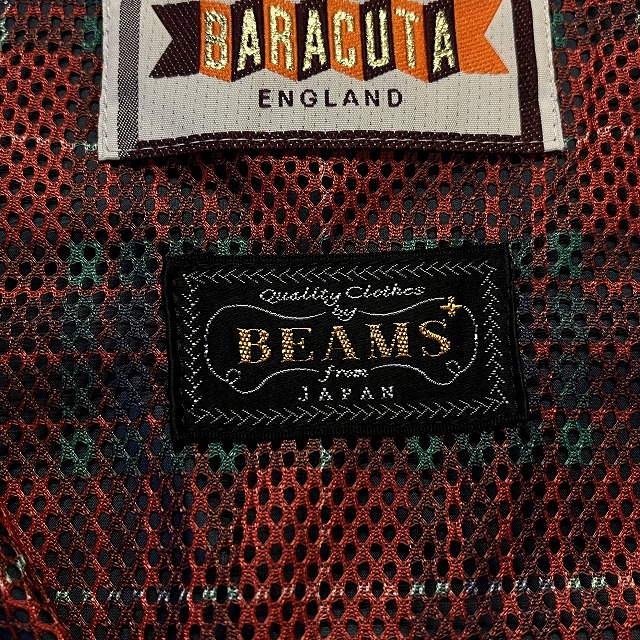 BARACUTA
ENGLAND
Quality Clothes
by
BEAMS+
from
JAPAN